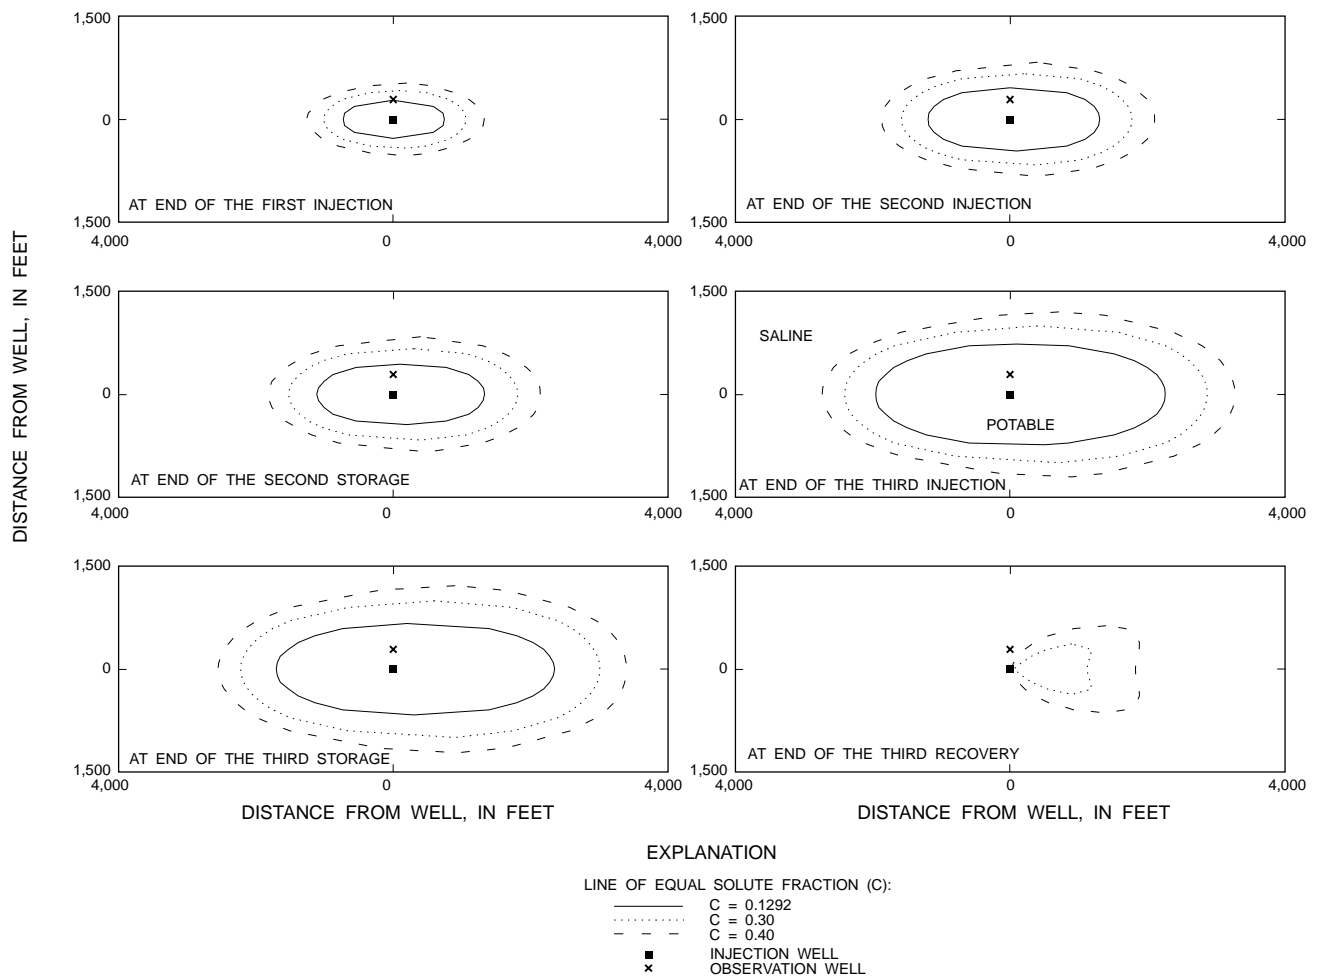 DISTANCE FROM WELL, IN FEET
1,500
0
AT END OF THE FIRST INJECTION
1,500
4,000
0
4,000
1,500
0
AT END OF THE SECOND INJECTION
1,500
4,000
0
4,000
1,500
0
AT END OF THE SECOND STORAGE
1,500
4,000
0
4,000
1,500
SALINE
0
POTABLE
AT END OF THE THIRD INJECTION
1,500
4,000
0
4,000
1,500
0
AT END OF THE THIRD STORAGE
1,500
4,000
0
4,000
DISTANCE FROM WELL, IN FEET
1,500
0
AT END OF THE THIRD RECOVERY
1,500
4,000
0
4,000
DISTANCE FROM WELL, IN FEET
EXPLANATION
LINE OF EQUAL SOLUTE FRACTION (C):
C = 0.1292
C = 0.30
C = 0.40
INJECTION WELL
OBSERVATION WELL